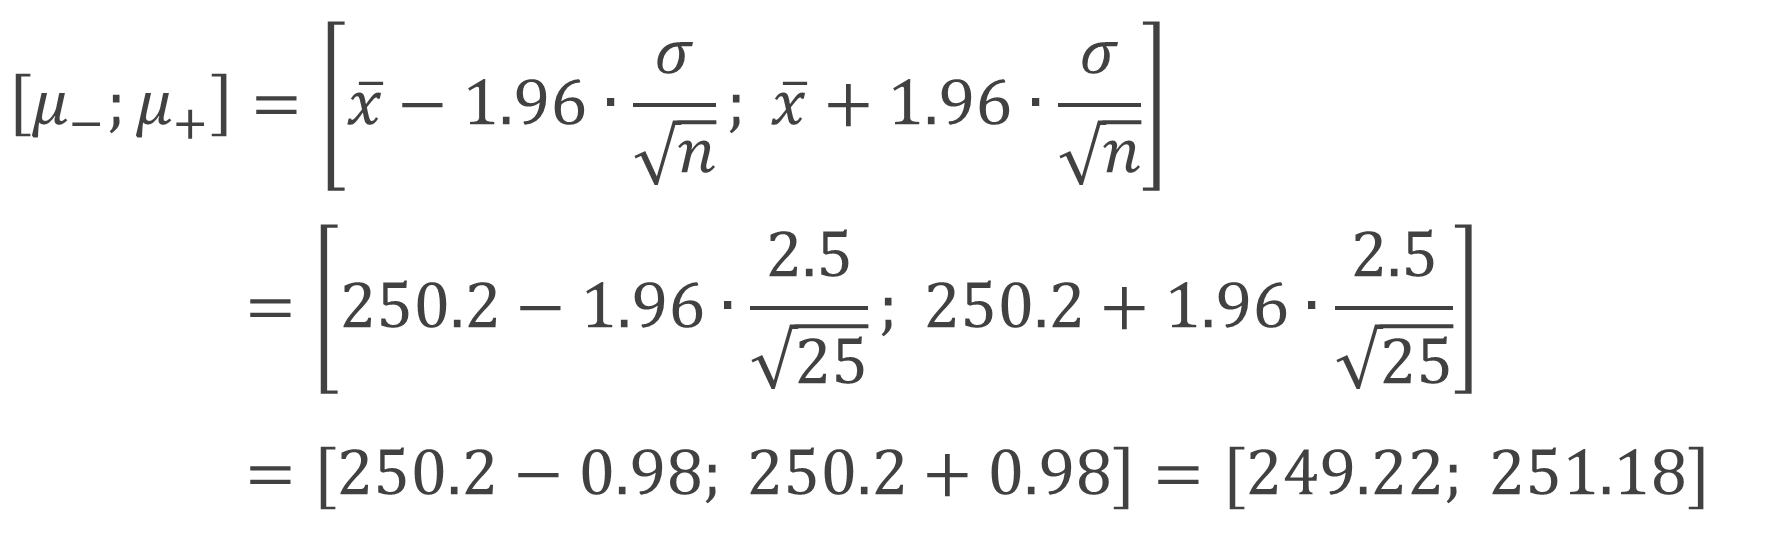 [μ₋; μ₊] = [x̄ − 1.96 · σ/√n; x̄ + 1.96 · σ/√n]
= [250.2 − 1.96 · 2.5/√25; 250.2 + 1.96 · 2.5/√25]
= [250.2 − 0.98; 250.2 + 0.98] = [249.22; 251.18]